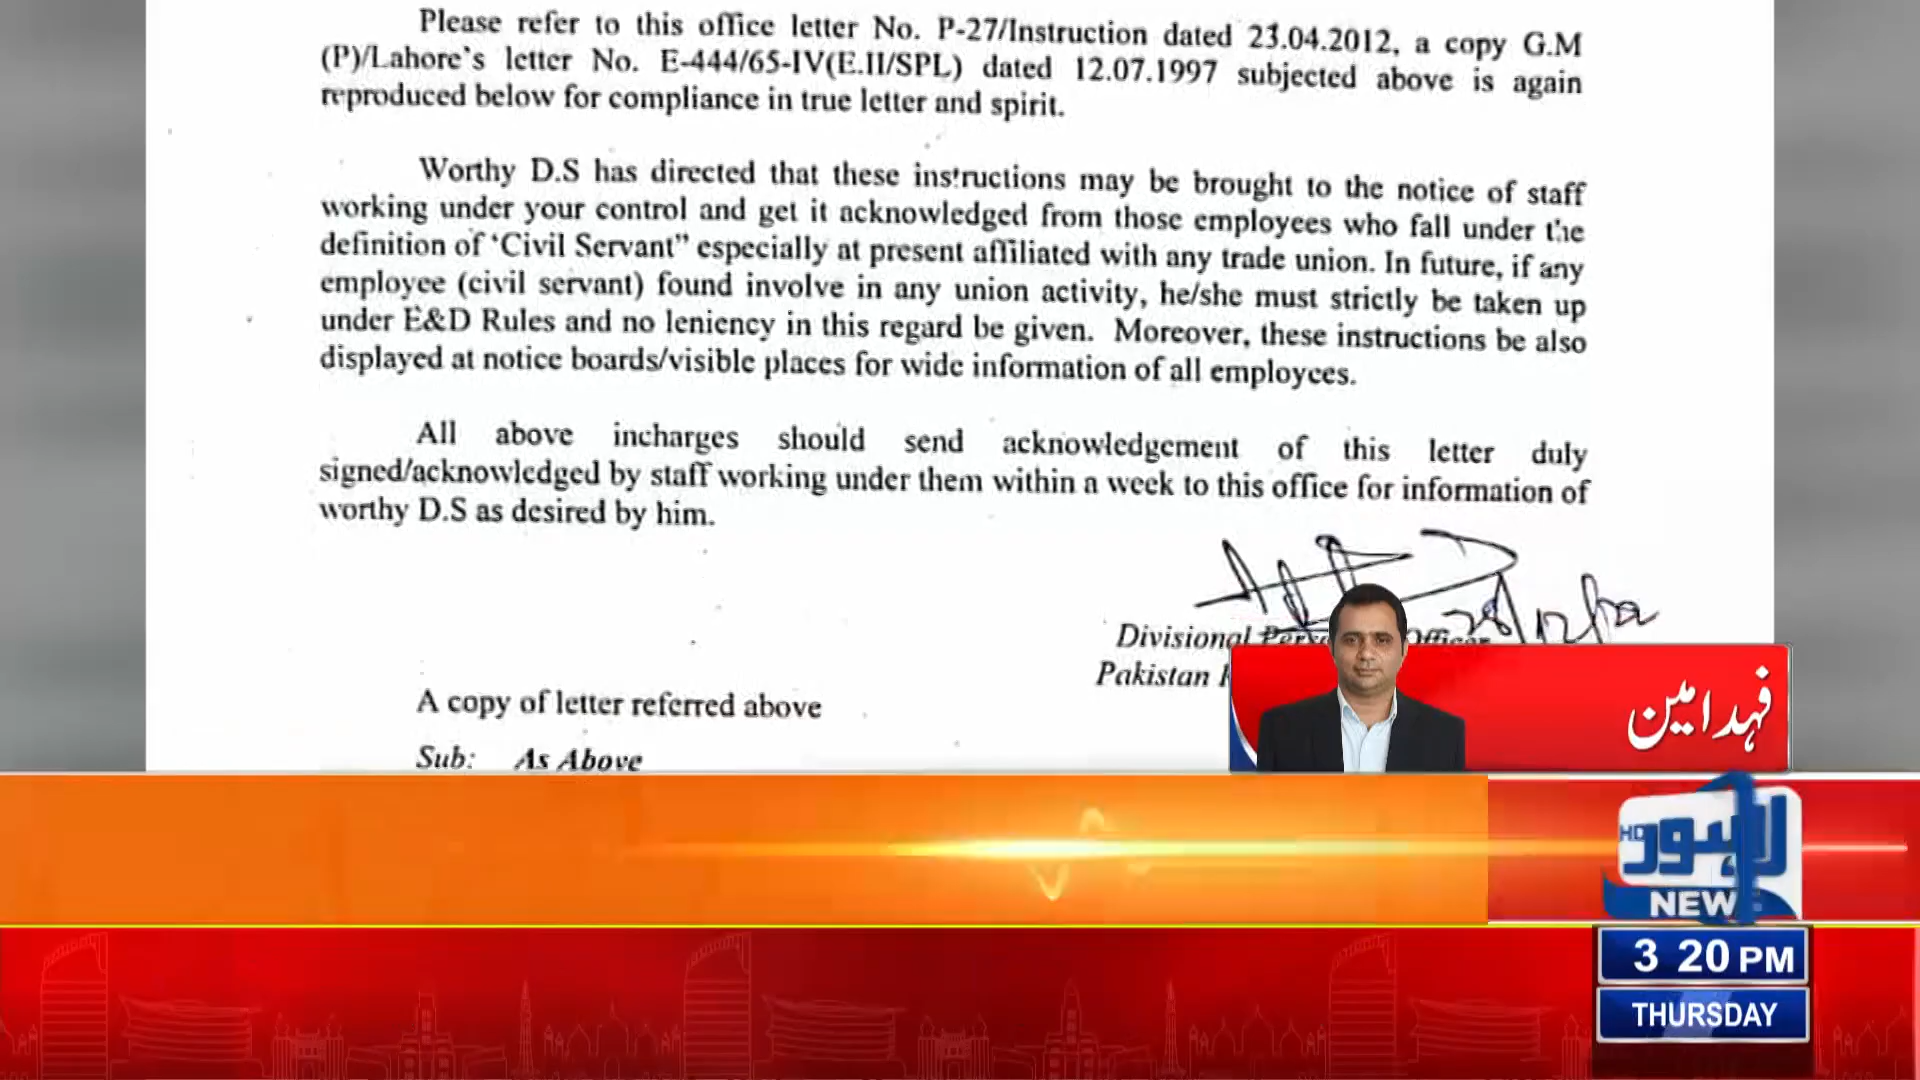 Please refer to this office letter No. P-27/Instruction dated 23.04.2012, a copy G.M
(P)/Lahore's letter No. E-444/65-IV(E.II/SPL) dated 12.07.1997 subjected above is again
reproduced below for compliance in true letter and spirit.
Worthy D.S has directed that these instructions may be brought to the notice of staff
working under your control and get it acknowledged from those employees who fall under the
definition of ‘Civil Servant” especially at present affiliated with any trade union. In future, if any
employee (civil servant) found involve in any union activity, he/she must strictly be taken up
under E&D Rules and no leniency in this regard be given. Moreover, these instructions be also
displayed at notice boards/visible places for wide information of all employees.
All above incharges should send acknowledgement of this letter duly
signed/acknowledged by staff working under them within a week to this office for information of
worthy D.S as desired by him.
Divisional Officer
Pakistan
A copy of letter referred above
Sub: As Above
فہد امین
HD
لاہور
NEW
3 20 PM
THURSDAY